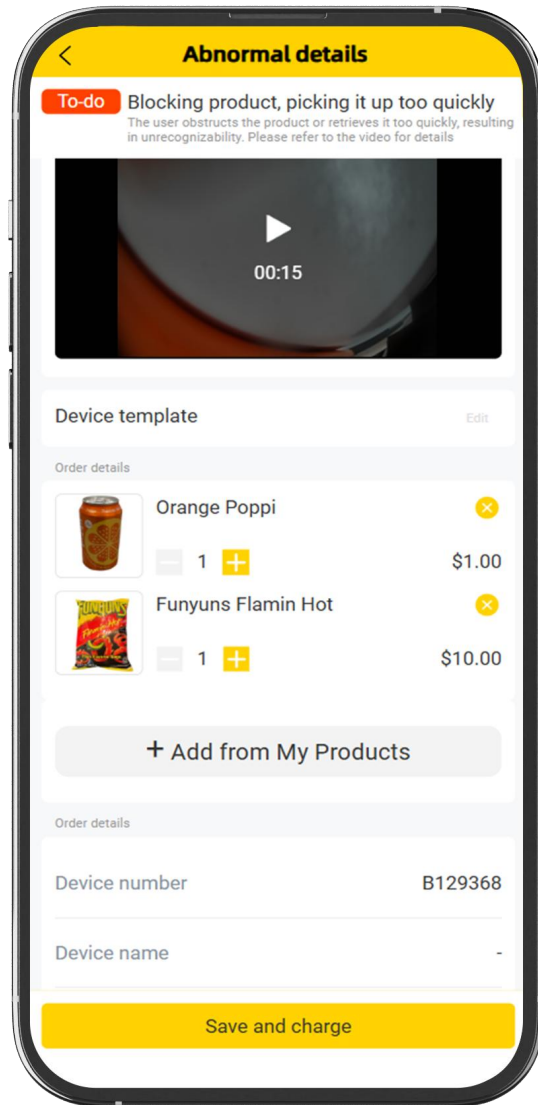 Abnormal details
To-do Blocking product, picking it up too quickly
The user obstructs the product or retrieves it too quickly, resulting
in unrecognizability. Please refer to the video for details
00:15
Device template Edit
Order details
Orange Poppi
1 $1.00
FUNYUNS
Flamin Hot
Funyuns Flamin Hot
1 $10.00
+ Add from My Products
Order details
Device number B129368
Device name -
Save and charge